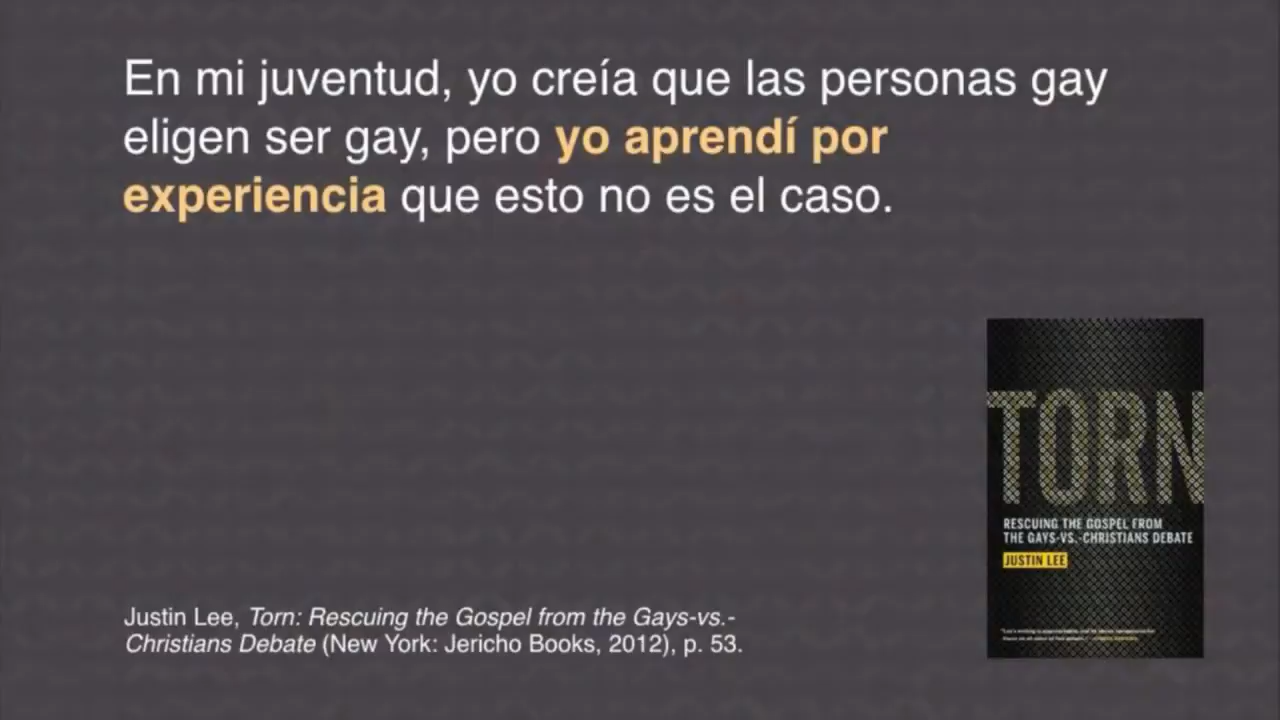 En mi juventud, yo creía que las personas gay
eligen ser gay, pero yo aprendí por
experiencia que esto no es el caso.
TORN
RESCUING THE GOSPEL FROM
THE GAYS-VS.-CHRISTIANS DEBATE
JUSTIN LEE
Justin Lee, Torn: Rescuing the Gospel from the Gays-vs.-
Christians Debate (New York: Jericho Books, 2012), p. 53.